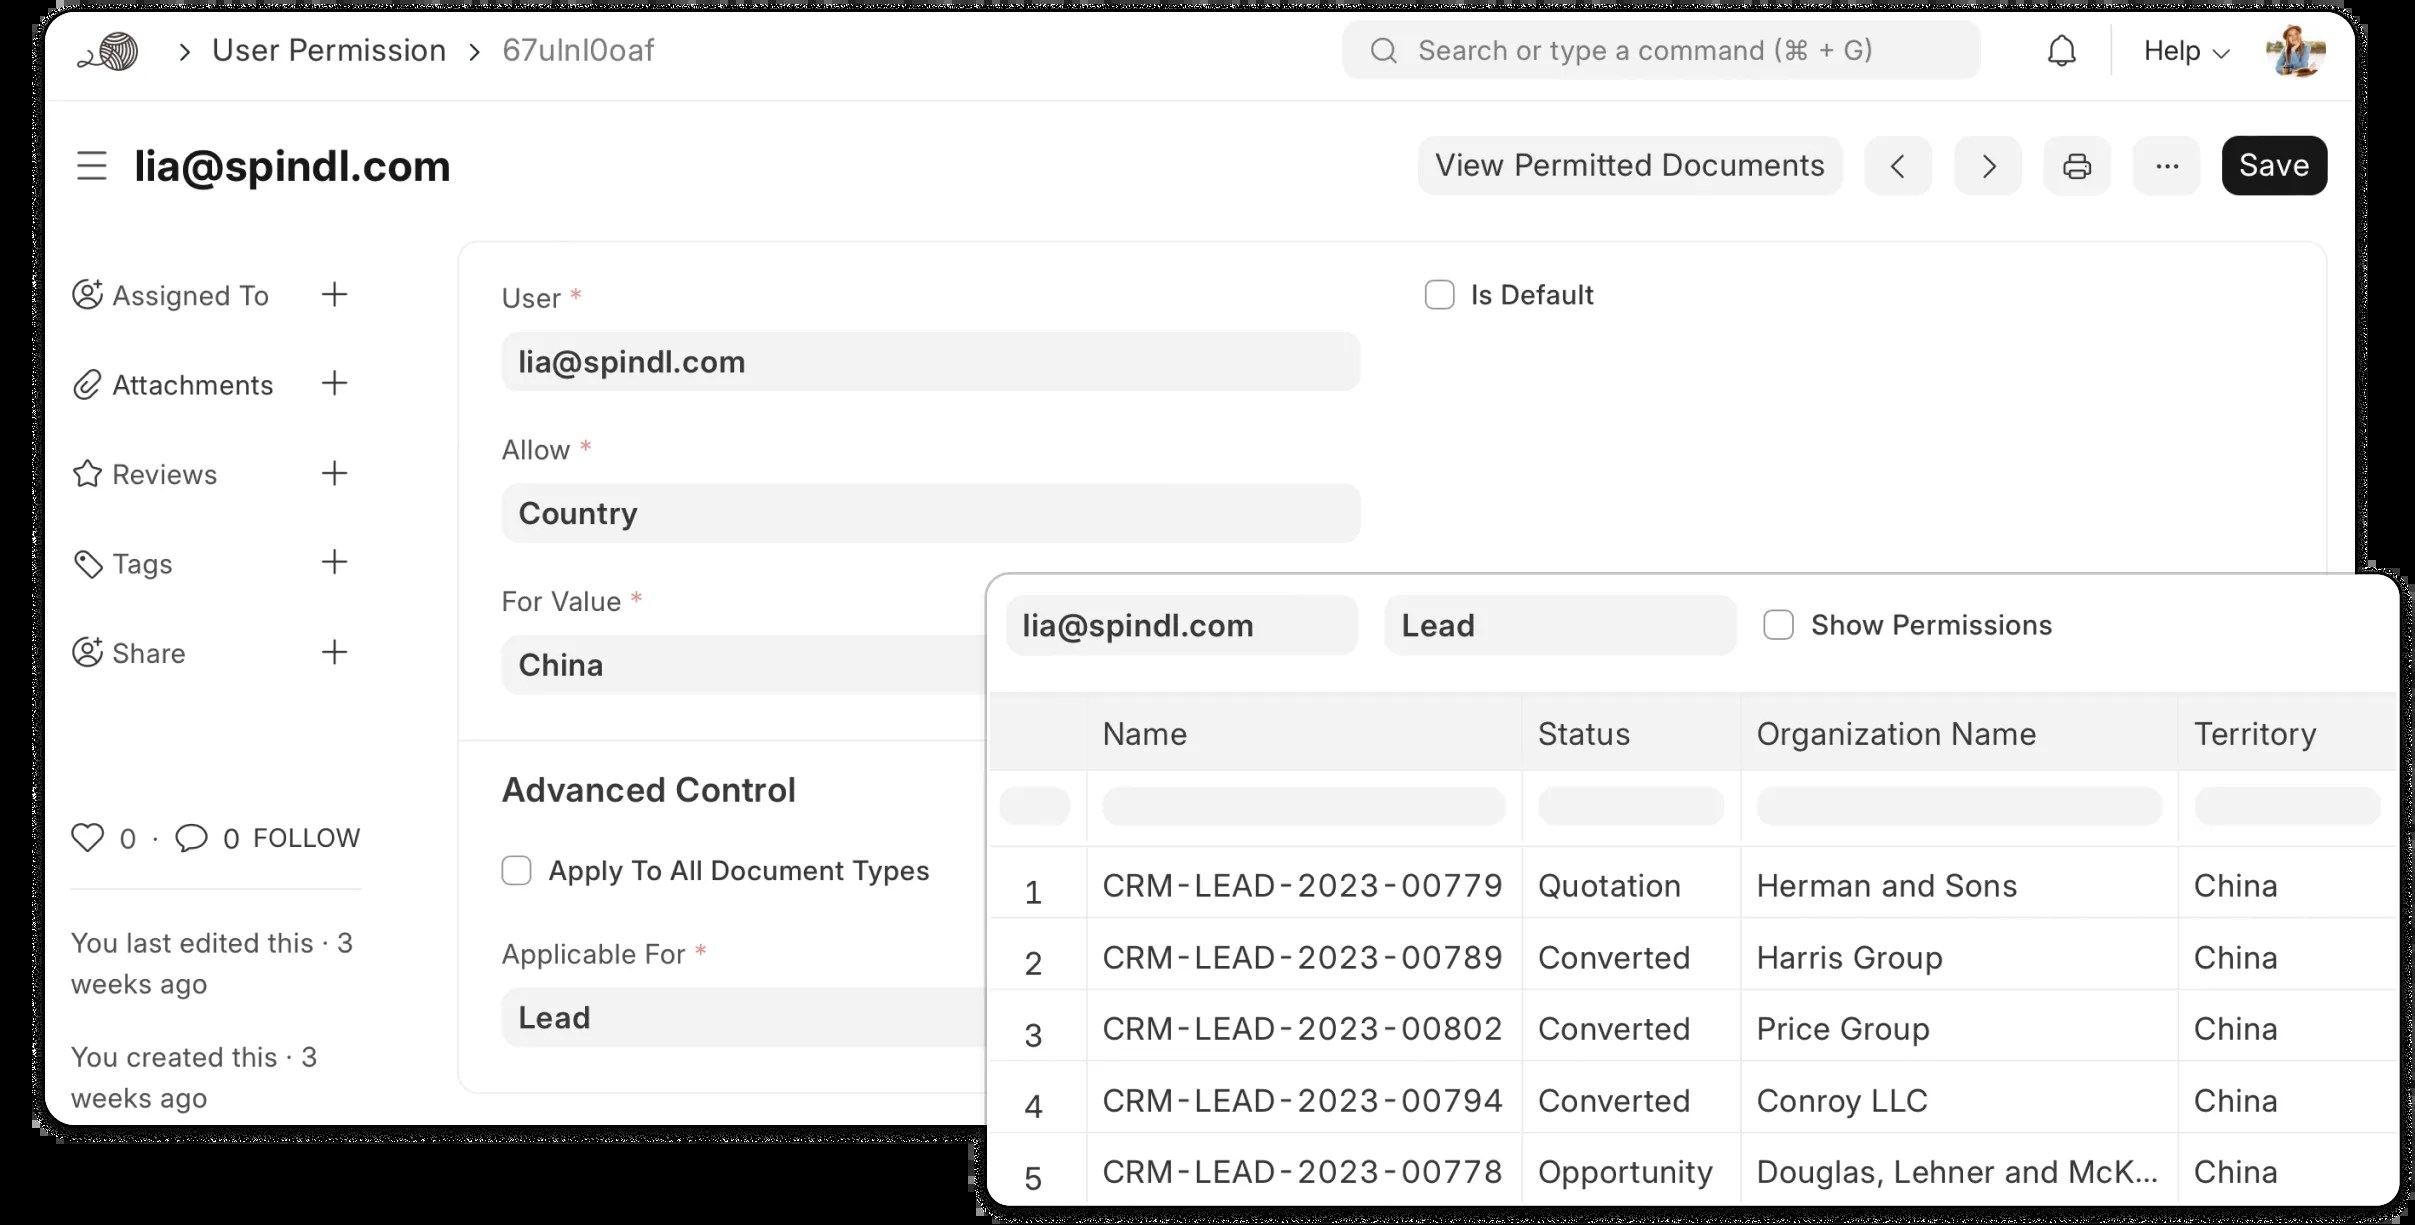 User Permission
67ulnl0oaf
Search or type a command (⌘ + G)
Help
lia@spindl.com
View Permitted Documents
Save
Assigned To
Attachments
Reviews
Tags
Share
0 · 0 FOLLOW
You last edited this · 3
weeks ago
You created this · 3
weeks ago
User *
lia@spindl.com
Is Default
Allow *
Country
For Value *
China
Advanced Control
Apply To All Document Types
Applicable For *
Lead
lia@spindl.com
Lead
Show Permissions
Name Status Organization Name Territory
1 CRM-LEAD-2023-00779 Quotation Herman and Sons China
2 CRM-LEAD-2023-00789 Converted Harris Group China
3 CRM-LEAD-2023-00802 Converted Price Group China
4 CRM-LEAD-2023-00794 Converted Conroy LLC China
5 CRM-LEAD-2023-00778 Opportunity Douglas, Lehner and McK... China